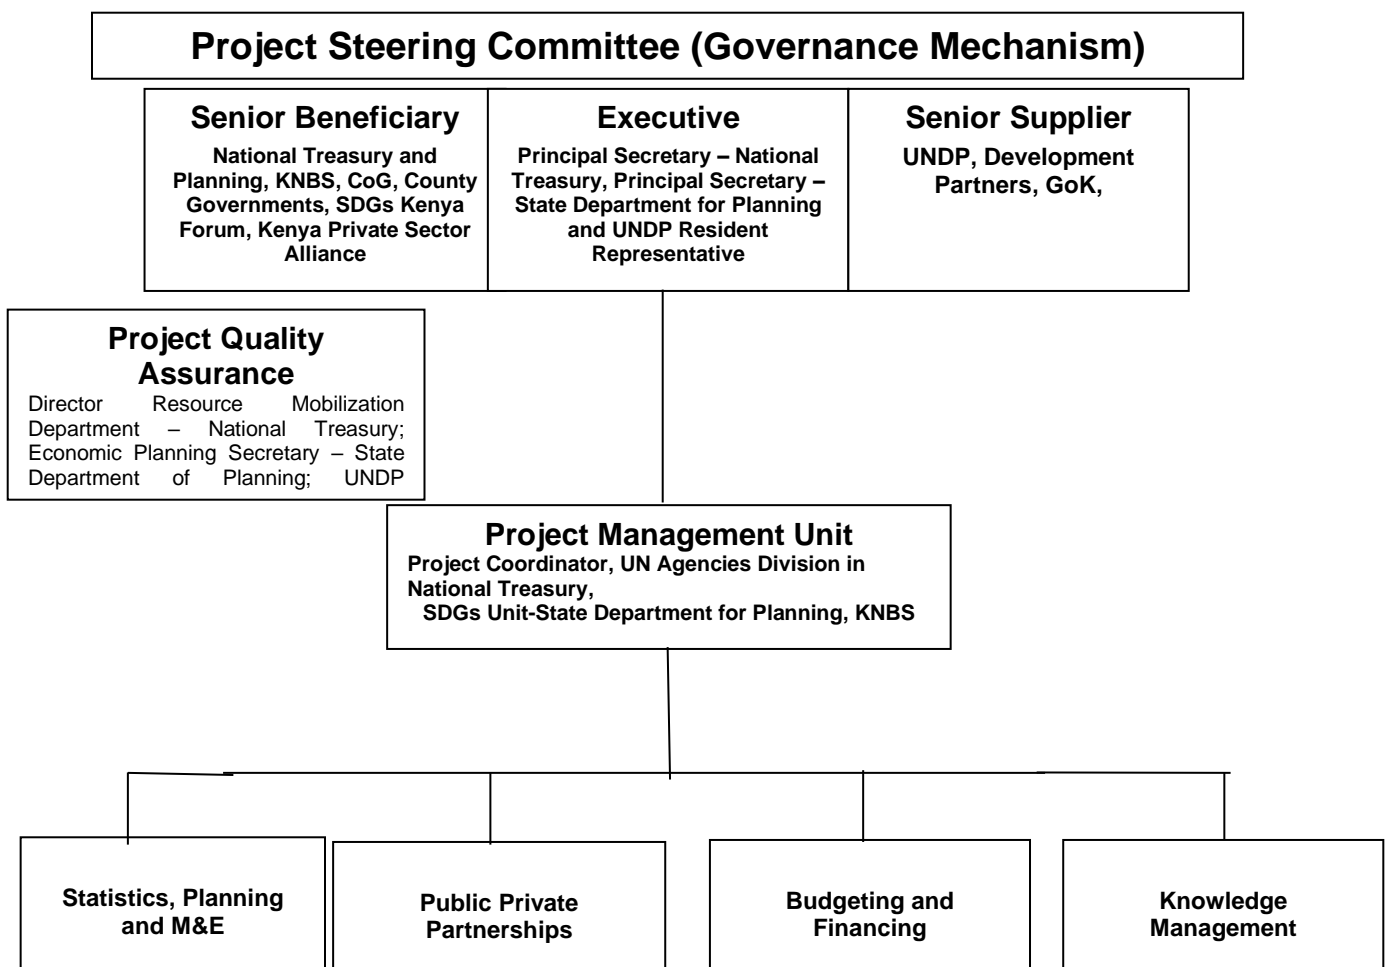 Project Steering Committee (Governance Mechanism)
Senior Beneficiary
National Treasury and
Planning, KNBS, CoG, County
Governments, SDGs Kenya
Forum, Kenya Private Sector
Alliance
Executive
Principal Secretary – National
Treasury, Principal Secretary –
State Department for Planning
and UNDP Resident
Representative
Senior Supplier
UNDP, Development
Partners, GoK,
Project Quality
Assurance
Director Resource Mobilization
Department – National Treasury;
Economic Planning Secretary – State
Department of Planning; UNDP
Project Management Unit
Project Coordinator, UN Agencies Division in
National Treasury,
SDGs Unit-State Department for Planning, KNBS
Statistics, Planning
and M&E
Public Private
Partnerships
Budgeting and
Financing
Knowledge
Management